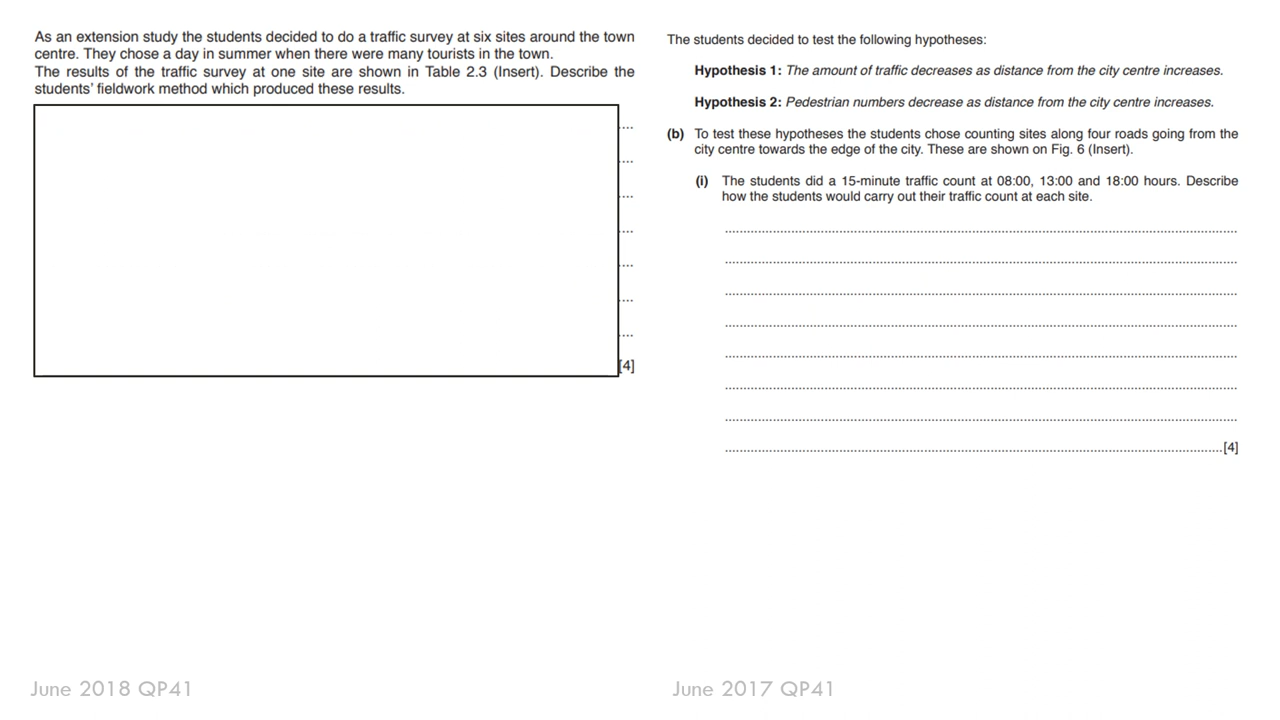 As an extension study the students decided to do a traffic survey at six sites around the town
centre. They chose a day in summer when there were many tourists in the town.
The results of the traffic survey at one site are shown in Table 2.3 (Insert). Describe the
students' fieldwork method which produced these results.
....
....
....
....
....
....
....
[4]
June 2018 QP41
The students decided to test the following hypotheses:
Hypothesis 1: The amount of traffic decreases as distance from the city centre increases.
Hypothesis 2: Pedestrian numbers decrease as distance from the city centre increases.
(b) To test these hypotheses the students chose counting sites along four roads going from the
city centre towards the edge of the city. These are shown on Fig. 6 (Insert).
(i) The students did a 15-minute traffic count at 08:00, 13:00 and 18:00 hours. Describe
how the students would carry out their traffic count at each site.
[4]
June 2017 QP41